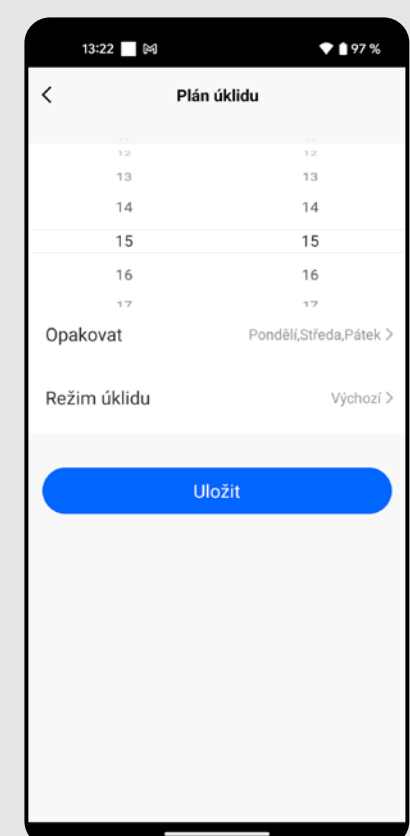 13:22 97 %
Plán úklidu
12 12
13 13
14 14
15 15
16 16
17 17
Opakovat Pondělí,Středa,Pátek >
Režim úklidu Výchozí >
Uložit